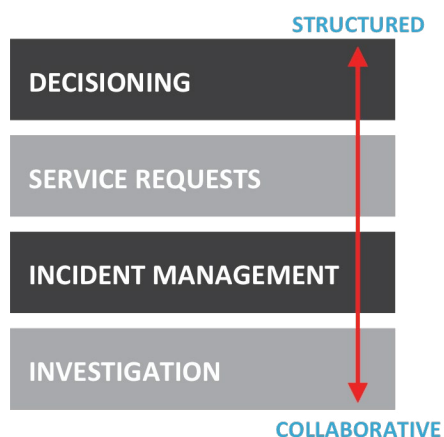 STRUCTURED
DECISIONING
SERVICE REQUESTS
INCIDENT MANAGEMENT
INVESTIGATION
COLLABORATIVE